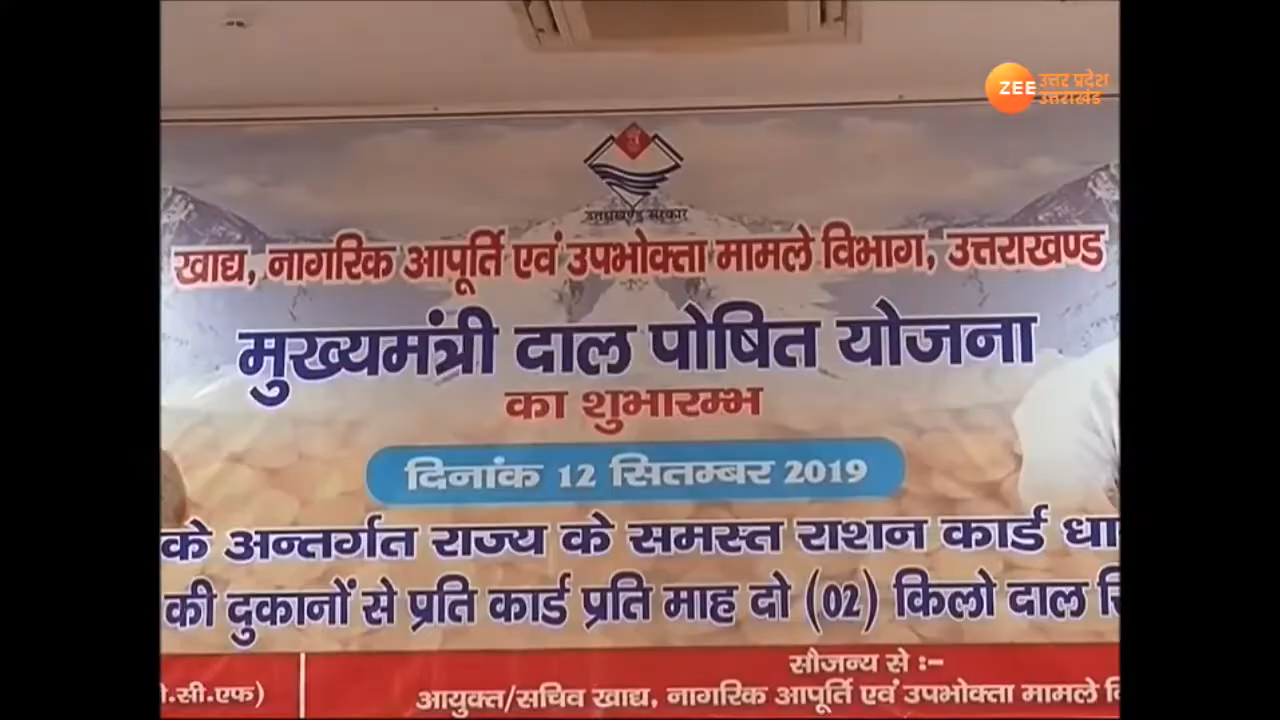 ZEE उत्तर प्रदेश
उत्तराखंड
उत्तराखण्ड सरकार
खाद्य, नागरिक आपूर्ति एवं उपभोक्ता मामले विभाग, उत्तराखण्ड
मुख्यमंत्री दाल पोषित योजना
का शुभारम्भ
दिनांक 12 सितम्बर 2019
के अन्तर्गत राज्य के समस्त राशन कार्ड
की दुकानों से प्रति कार्ड प्रति माह दो (02) किलो दाल
सौजन्य से :-
.सी.एफ)
आयुक्त/सचिव खाद्य, नागरिक आपूर्ति एवं उपभोक्ता मामले